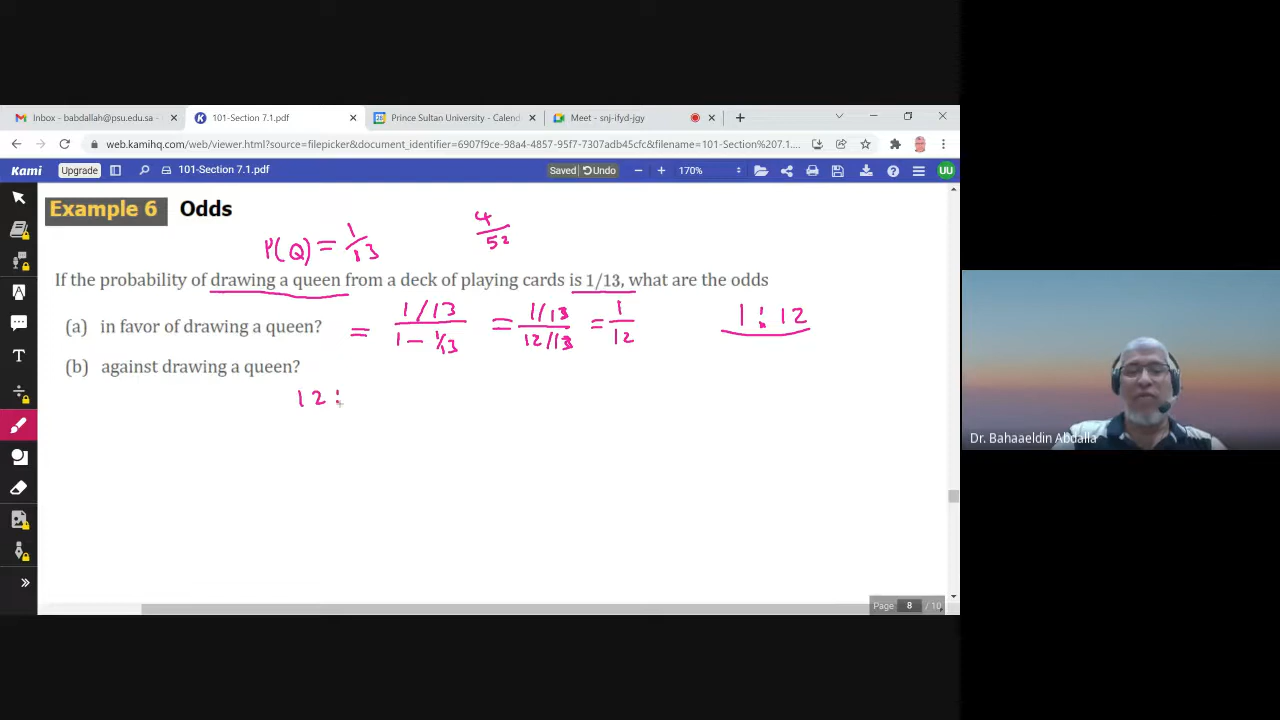 Inbox - babdallah@psu.edu.sa - 101-Section 7.1.pdf Prince Sultan University - Calend Meet - snj-ifyd-jgy
web.kamihq.com/web/viewer.html?source=filepicker&document_identifier=6907f9ce-98a4-4857-95f7-7307adb45cfc&filename=101-Section%207.1....
Kami Upgrade 101-Section 7.1.pdf Saved Undo 170% UU
Example 6 Odds
4/52
P(Q) = 1/13
If the probability of drawing a queen from a deck of playing cards is 1/13, what are the odds
(a) in favor of drawing a queen? = (1/13)/(1 - 1/13) = (1/13)/(12/13) = 1/12 1 : 12
(b) against drawing a queen?
12 :
Dr. Bahaaeldin Abdalla
Page 8 / 10